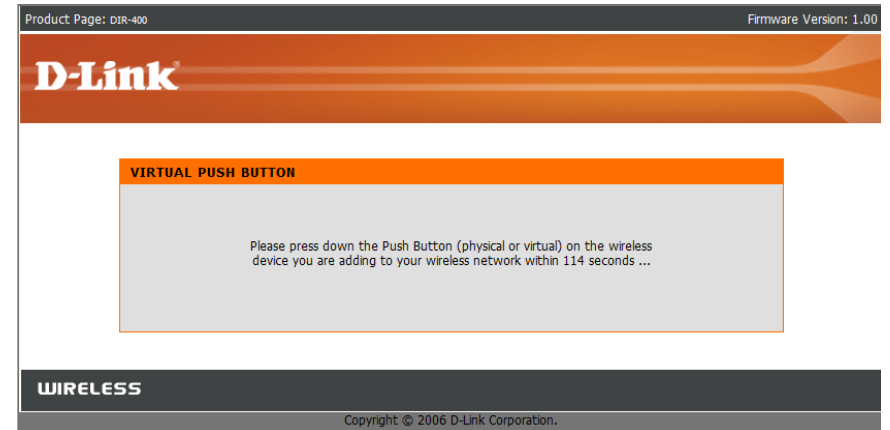 Product Page: DIR-400
Firmware Version: 1.00
D-Link®
VIRTUAL PUSH BUTTON
Please press down the Push Button (physical or virtual) on the wireless
device you are adding to your wireless network within 114 seconds ...
WIRELESS
Copyright © 2006 D-Link Corporation.